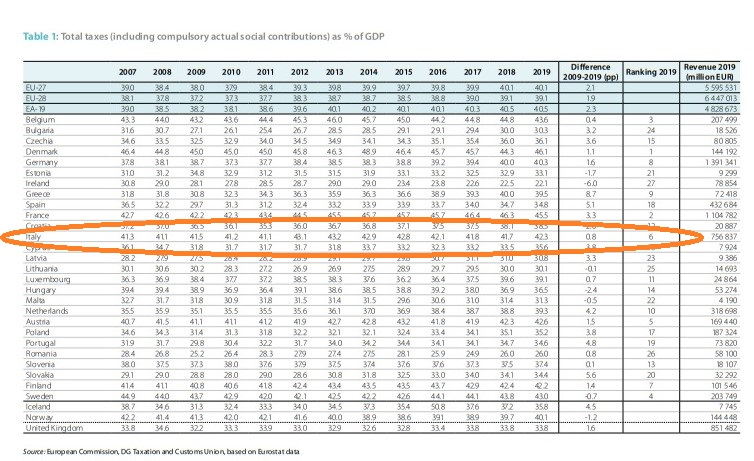 Table 1: Total taxes (including compulsory actual social contributions) as % of GDP
2007 2008 2009 2010 2011 2012 2013 2014 2015 2016 2017 2018 2019 Difference 2009-2019 (pp) Ranking 2019 Revenue 2019 (million EUR)
EU-27 39.0 38.4 38.0 37.9 38.4 39.3 39.8 39.9 39.7 39.8 39.9 40.1 40.1 2.1 5 595 531
EU-28 38.1 37.8 37.2 37.3 37.7 38.3 38.7 38.7 38.5 38.8 39.0 39.1 39.1 1.9 6 447 013
EA-19 39.0 38.5 38.2 38.1 38.6 39.6 40.1 40.2 40.1 40.1 40.3 40.5 40.5 2.3 4 828 673
Belgium 43.3 44.0 43.2 43.6 44.4 45.3 46.0 45.7 45.0 44.2 44.8 44.8 43.6 0.4 3 207 499
Bulgaria 31.6 30.7 27.1 26.1 25.4 26.7 28.5 28.5 29.1 29.1 29.4 30.0 30.3 3.2 24 18 526
Czechia 34.6 33.5 32.5 32.9 34.0 34.5 34.9 34.1 34.3 35.1 35.4 36.0 36.1 3.6 15 80 805
Denmark 46.4 44.8 45.0 45.0 45.0 45.8 46.3 48.9 46.4 45.7 45.7 44.3 46.1 1.1 1 144 192
Germany 37.8 38.1 38.7 37.3 37.7 38.4 38.5 38.3 38.8 39.2 39.4 40.0 40.3 1.6 8 1 391 341
Estonia 31.0 31.2 34.8 32.9 31.2 31.5 31.5 31.9 33.1 33.2 32.5 32.9 33.1 -1.7 21 9 299
Ireland 30.8 29.0 28.1 27.8 28.5 28.7 29.0 29.0 23.4 23.8 22.6 22.5 22.1 -6.0 27 78 854
Greece 31.8 31.8 30.8 32.3 34.3 36.3 35.9 36.3 36.6 38.9 39.3 40.0 39.5 8.7 9 72 418
Spain 36.5 32.2 29.7 31.3 31.2 32.4 33.2 33.9 33.9 33.7 34.0 34.7 34.8 5.1 18 432 684
France 42.7 42.6 42.2 42.3 43.4 44.5 45.5 45.7 45.7 45.7 46.4 46.3 45.5 3.3 2 1 104 782
Croatia 37.2 37.0 36.5 36.1 35.3 36.0 36.7 36.8 37.1 37.5 37.5 38.1 20 887
Italy 41.3 41.1 41.5 41.2 41.1 43.1 43.2 42.9 42.8 42.1 41.8 41.7 42.3 0.8 6 756 837
Cyprus 36.1 34.7 31.8 31.7 31.7 31.7 31.8 33.7 33.2 32.3 33.2 33.5 35.6 7 924
Latvia 28.2 27.9 27.5 28.4 28.2 30.7 31.1 31.0 30.8 3.3 23 9 386
Lithuania 30.1 30.6 30.2 28.3 27.2 26.9 26.9 27.5 28.9 29.7 29.5 30.0 30.1 -0.1 25 14 693
Luxembourg 36.3 36.9 38.4 37.7 37.2 38.5 38.3 37.6 36.2 36.4 37.5 39.6 39.1 0.7 11 24 864
Hungary 39.4 39.4 38.9 36.9 36.4 39.1 38.6 38.5 38.8 39.2 38.0 36.9 36.5 -2.4 14 53 274
Malta 32.7 31.7 31.8 30.9 31.8 31.5 31.4 31.5 29.6 30.6 31.0 31.4 31.3 -0.5 22 4 190
Netherlands 35.5 35.9 35.1 35.5 35.5 35.6 36.1 37.0 36.9 38.4 38.7 38.8 39.3 4.2 10 318 698
Austria 40.7 41.5 41.1 41.1 41.2 41.9 42.7 42.8 43.2 41.8 41.9 42.3 42.6 1.5 5 169 440
Poland 34.6 34.3 31.4 31.3 31.8 32.2 32.1 32.1 32.4 33.4 34.1 35.1 35.2 3.8 17 187 324
Portugal 31.9 31.7 29.8 30.4 32.2 31.7 34.0 34.2 34.4 34.1 34.1 34.7 34.6 4.8 19 73 820
Romania 28.4 26.8 25.2 26.4 28.3 27.9 27.4 27.5 28.1 25.9 24.9 26.0 26.0 0.8 26 58 100
Slovenia 38.0 37.5 37.3 38.0 37.6 37.9 37.5 37.4 37.6 37.6 37.3 37.5 37.4 0.1 13 18 107
Slovakia 29.1 29.0 28.8 28.0 29.0 28.6 30.8 31.8 32.5 33.0 34.0 34.1 34.4 5.6 20 32 292
Finland 41.4 41.1 40.8 40.6 41.8 42.4 43.4 43.5 43.5 43.7 42.9 42.4 42.2 1.4 7 101 546
Sweden 44.9 44.0 43.7 42.9 42.0 42.1 42.5 42.2 42.6 44.1 44.1 43.8 43.0 -0.7 4 203 749
Iceland 38.7 34.6 31.3 32.4 33.3 34.0 34.5 37.3 35.4 50.8 37.6 37.2 35.8 4.5 7 745
Norway 42.2 41.4 41.3 42.0 42.1 41.6 40.0 38.9 38.6 39.1 38.9 39.7 40.1 -1.2 144 448
United Kingdom 33.8 34.6 32.2 33.3 33.9 33.0 32.9 32.6 32.8 33.4 33.8 33.8 33.8 1.6 851 482
Source: European Commission, DG Taxation and Customs Union, based on Eurostat data